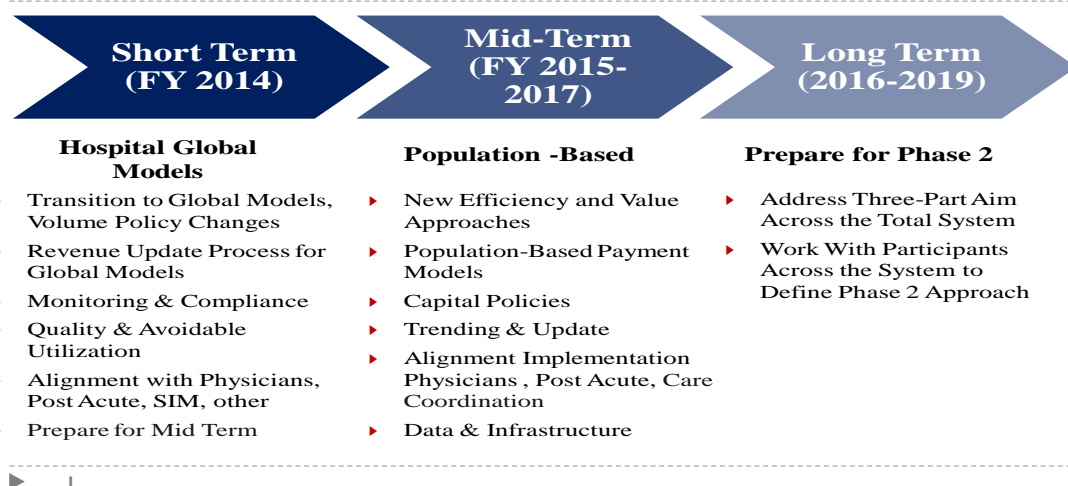 Short Term
(FY 2014)
Mid-Term
(FY 2015-
2017)
Long Term
(2016-2019)
Hospital Global
Models
Transition to Global Models,
Volume Policy Changes
Revenue Update Process for
Global Models
Monitoring & Compliance
Quality & Avoidable
Utilization
Alignment with Physicians,
Post Acute, SIM, other
Prepare for Mid Term
Population -Based
New Efficiency and Value
Approaches
Population-Based Payment
Models
Capital Policies
Trending & Update
Alignment Implementation
Physicians , Post Acute, Care
Coordination
Data & Infrastructure
Prepare for Phase 2
Address Three-Part Aim
Across the Total System
Work With Participants
Across the System to
Define Phase 2 Approach